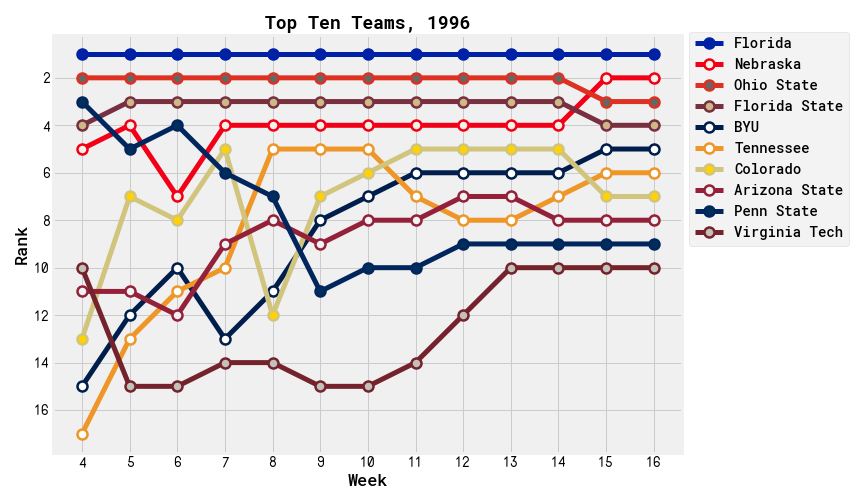 Top Ten Teams, 1996
Florida
Nebraska
Ohio State
Florida State
BYU
Tennessee
Colorado
Arizona State
Penn State
Virginia Tech
Rank
2
4
6
8
10
12
14
16
4 5 6 7 8 9 10 11 12 13 14 15 16
Week